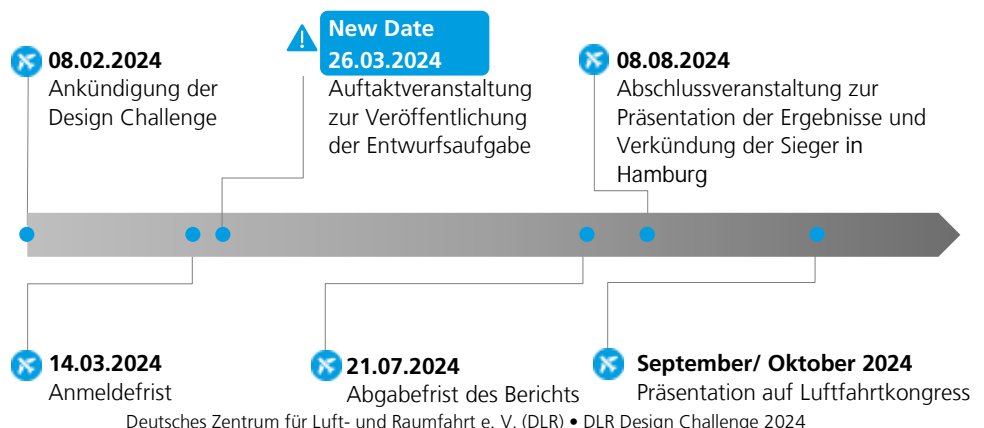 New Date
26.03.2024
08.02.2024
Ankündigung der
Design Challenge
Auftaktveranstaltung
zur Veröffentlichung
der Entwurfsaufgabe
08.08.2024
Abschlussveranstaltung zur
Präsentation der Ergebnisse und
Verkündung der Sieger in
Hamburg
14.03.2024
Anmeldefrist
21.07.2024
Abgabefrist des Berichts
September/ Oktober 2024
Präsentation auf Luftfahrtkongress
Deutsches Zentrum für Luft- und Raumfahrt e. V. (DLR) • DLR Design Challenge 2024